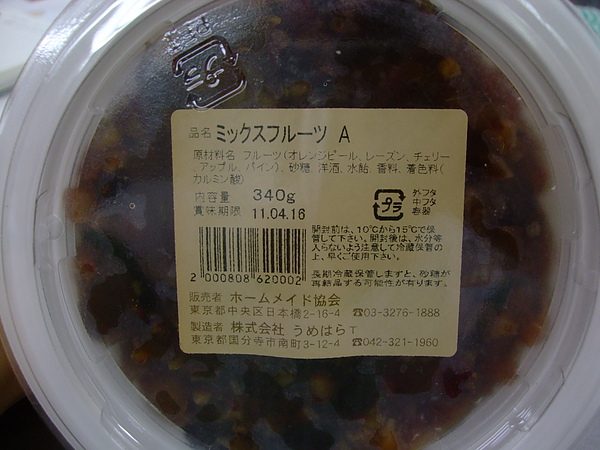 品名 ミックスフルーツ A
原材料名 フルーツ(オレンジピール、レーズン、チェリー
、アップル、パイン)、砂糖、洋酒、水飴、香料、着色料(
カルミン酸)
内容量 340g
賞味期限 11.04.16
プラ
外フタ
中フタ
容器
開封前は、10℃から15℃で保
管して下さい。開封後は、水分等
入らないよう注意して冷蔵保管の
上、早くご使用下さい。
長期冷蔵保管しますと、砂糖が
再結晶する可能性が有ります。
2 000808 620002
販売者 ホームメイド協会
東京都中央区日本橋2-16-4 ☎03-3276-1888
製造者 株式会社 うめはらT
東京都国分寺市南町3-12-4 ☎042-321-1960